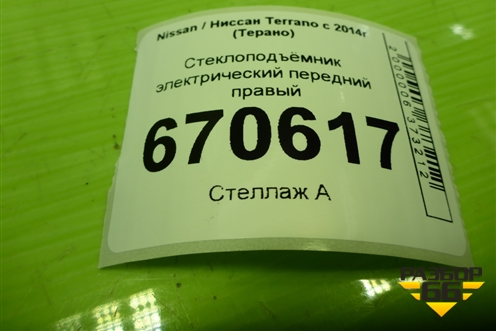 Nissan / Ниссан Terrano с 2014г
(Терано)
Стеклоподъёмник
электрический передний
правый
670617
Стеллаж А
2000006373212
РАЗБОР
66